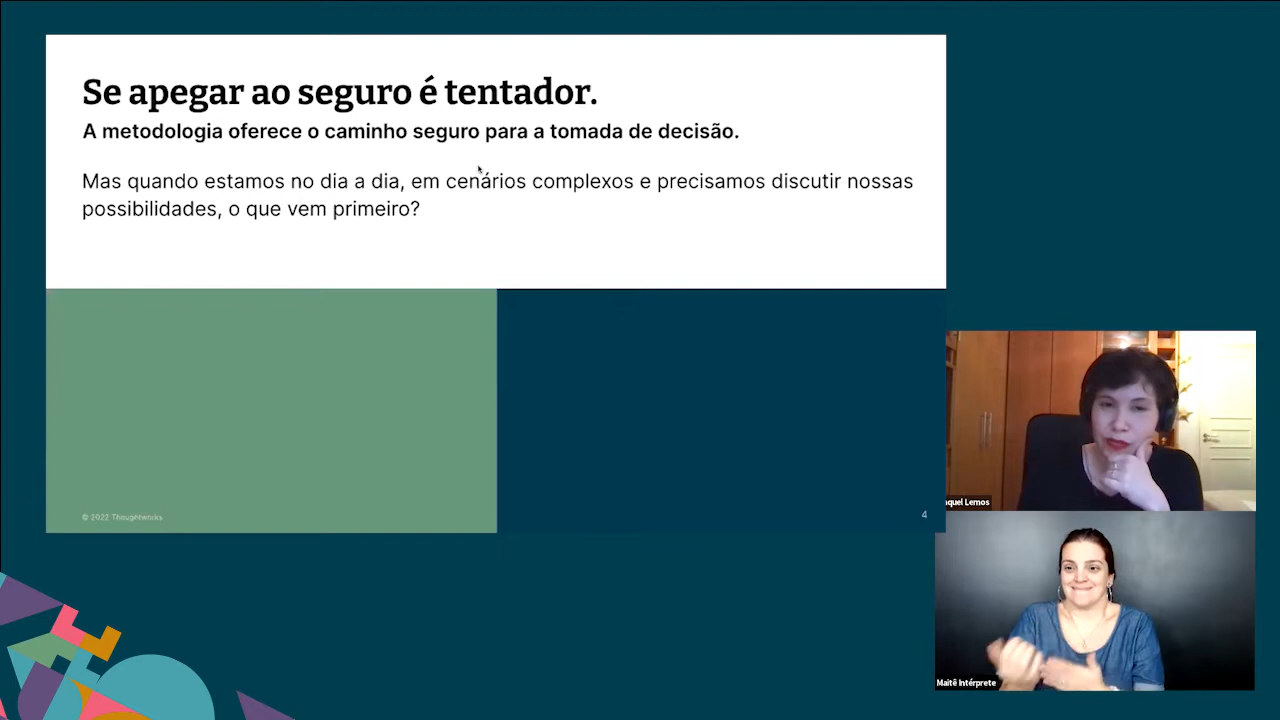 Se apegar ao seguro é tentador.
A metodologia oferece o caminho seguro para a tomada de decisão.
Mas quando estamos no dia a dia, em cenários complexos e precisamos discutir nossas
possibilidades, o que vem primeiro?
© 2022 Thoughtworks
4
Lemos
Maitê Intérprete